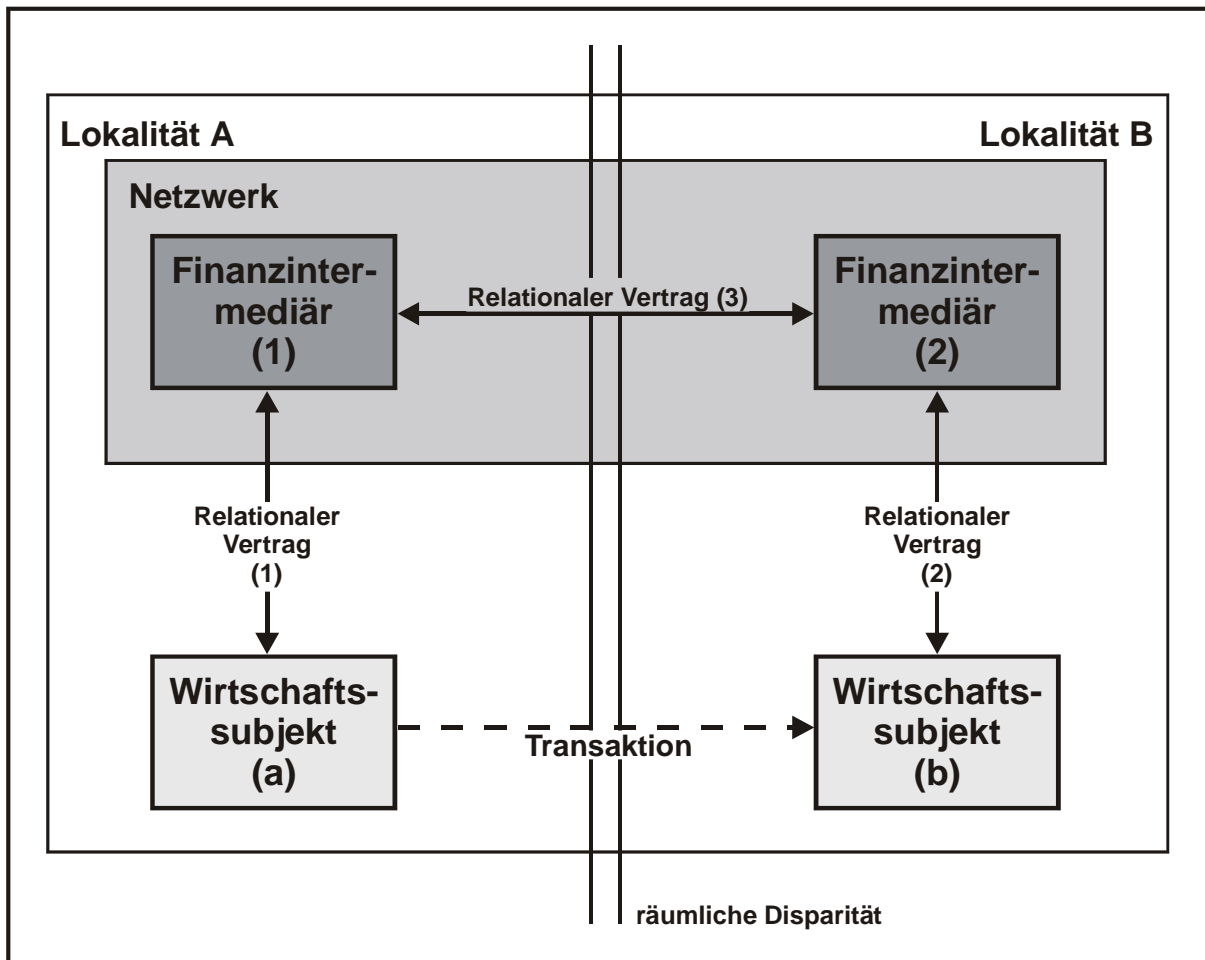 Lokalität A
Lokalität B
Netzwerk
Finanzinter-
mediär
(1)
Relationaler Vertrag (3)
Finanzinter-
mediär
(2)
Relationaler
Vertrag
(1)
Relationaler
Vertrag
(2)
Wirtschafts-
subjekt
(a)
Transaktion
Wirtschafts-
subjekt
(b)
räumliche Disparität